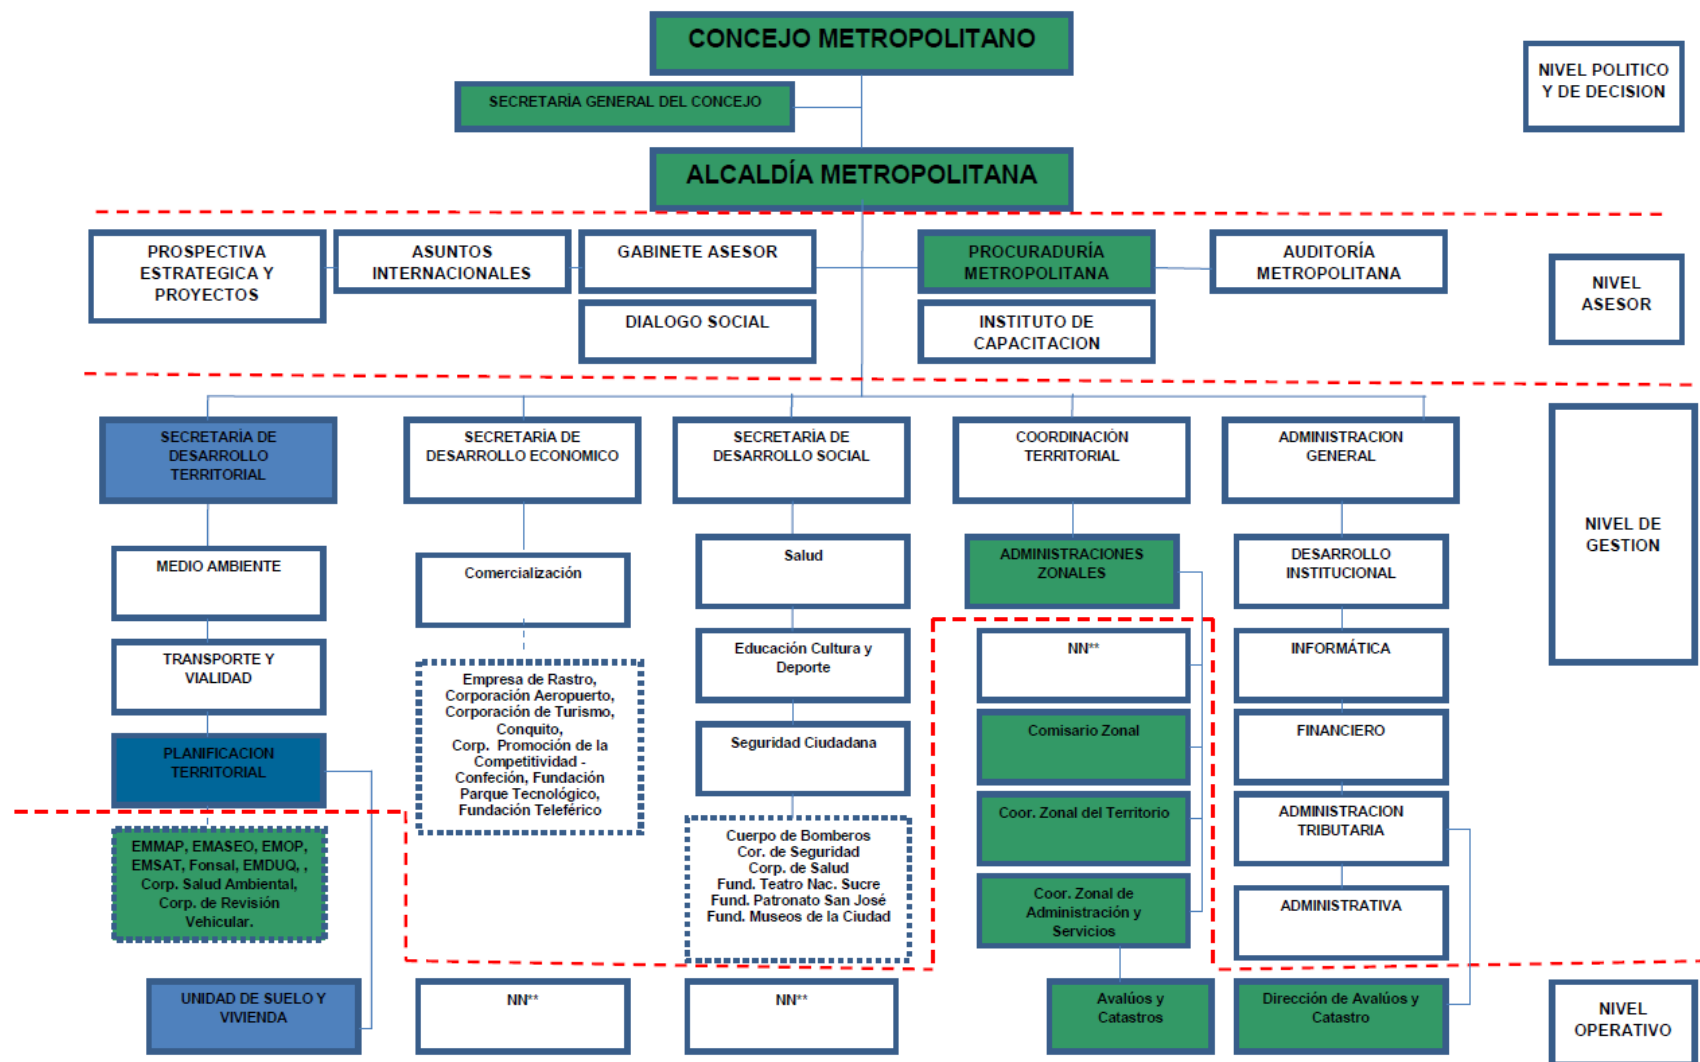 CONCEJO METROPOLITANO
NIVEL POLITICO
Y DE DECISION
SECRETARÍA GENERAL DEL CONCEJO
ALCALDÍA METROPOLITANA
PROSPECTIVA
ESTRATEGICA Y
PROYECTOS
ASUNTOS
INTERNACIONALES
GABINETE ASESOR
PROCURADURÍA
METROPOLITANA
AUDITORÍA
METROPOLITANA
NIVEL
ASESOR
DIALOGO SOCIAL
INSTITUTO DE
CAPACITACION
SECRETARÍA DE
DESARROLLO
TERRITORIAL
SECRETARÍA DE
DESARROLLO ECONOMICO
SECRETARÍA DE
DESARROLLO SOCIAL
COORDINACIÓN
TERRITORIAL
ADMINISTRACION
GENERAL
NIVEL DE
GESTION
MEDIO AMBIENTE
Comercialización
Salud
ADMINISTRACIONES
ZONALES
DESARROLLO
INSTITUCIONAL
TRANSPORTE Y
VIALIDAD
Empresa de Rastro,
Corporación Aeropuerto,
Corporación de Turismo,
Conquito,
Corp. Promoción de la
Competitividad -
Confeción, Fundación
Parque Tecnológico,
Fundación Teleférico
Educación Cultura y
Deporte
NN**
INFORMÁTICA
PLANIFICACION
TERRITORIAL
Seguridad Ciudadana
Comisario Zonal
FINANCIERO
EMMAP, EMASEO, EMOP,
EMSAT, Fonsal, EMDUQ, ,
Corp. Salud Ambiental,
Corp. de Revisión
Vehicular.
Cuerpo de Bomberos
Cor. de Seguridad
Corp. de Salud
Fund. Teatro Nac. Sucre
Fund. Patronato San José
Fund. Museos de la Ciudad
Coor. Zonal del Territorio
ADMINISTRACION
TRIBUTARIA
Coor. Zonal de
Administración y
Servicios
ADMINISTRATIVA
UNIDAD DE SUELO Y
VIVIENDA
NN**
NN**
Avalúos y
Catastros
Dirección de Avalúos y
Catastro
NIVEL
OPERATIVO